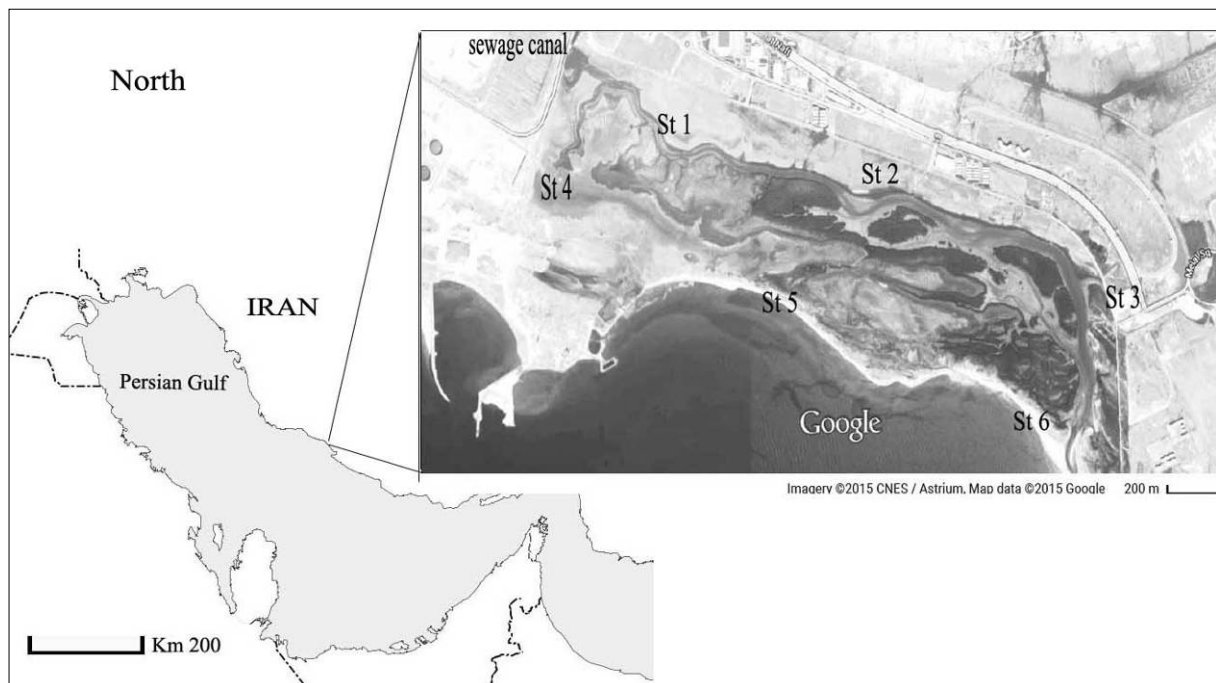 North
IRAN
Persian Gulf
Km 200
sewage canal
St 1
St 2
St 3
St 4
St 5
St 6
Google
Imagery ©2015 CNES / Astrium, Map data ©2015 Google 200 m